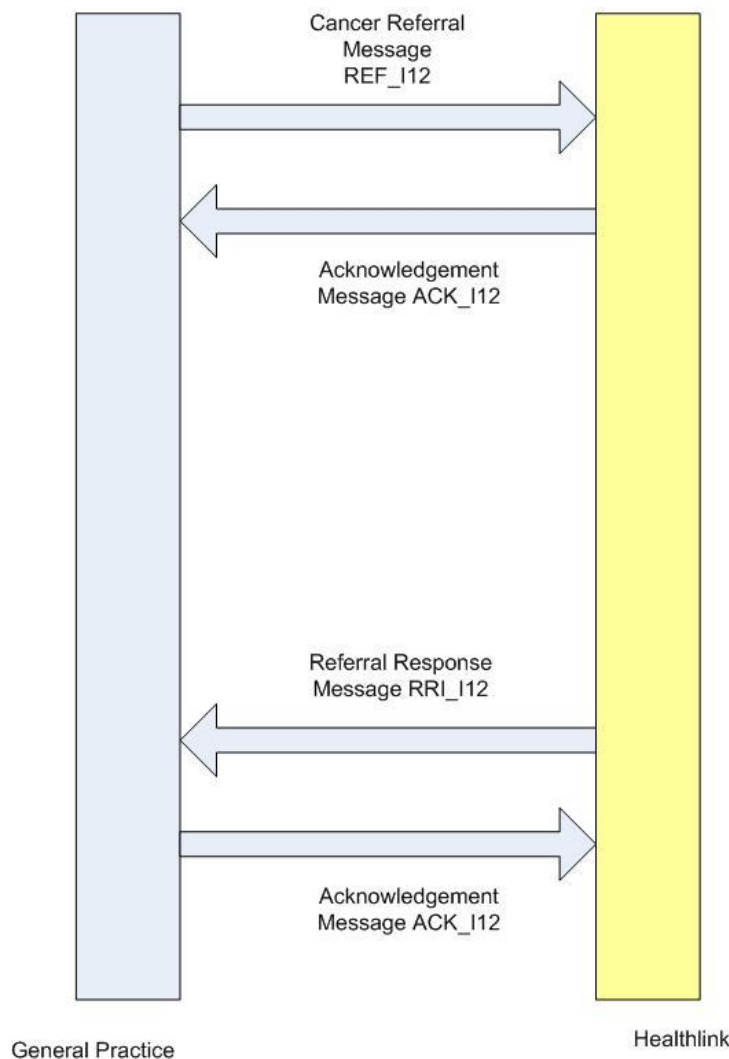 Cancer Referral
Message
REF_I12
Acknowledgement
Message ACK_I12
Referral Response
Message RRI_I12
Acknowledgement
Message ACK_I12
General Practice
Healthlink